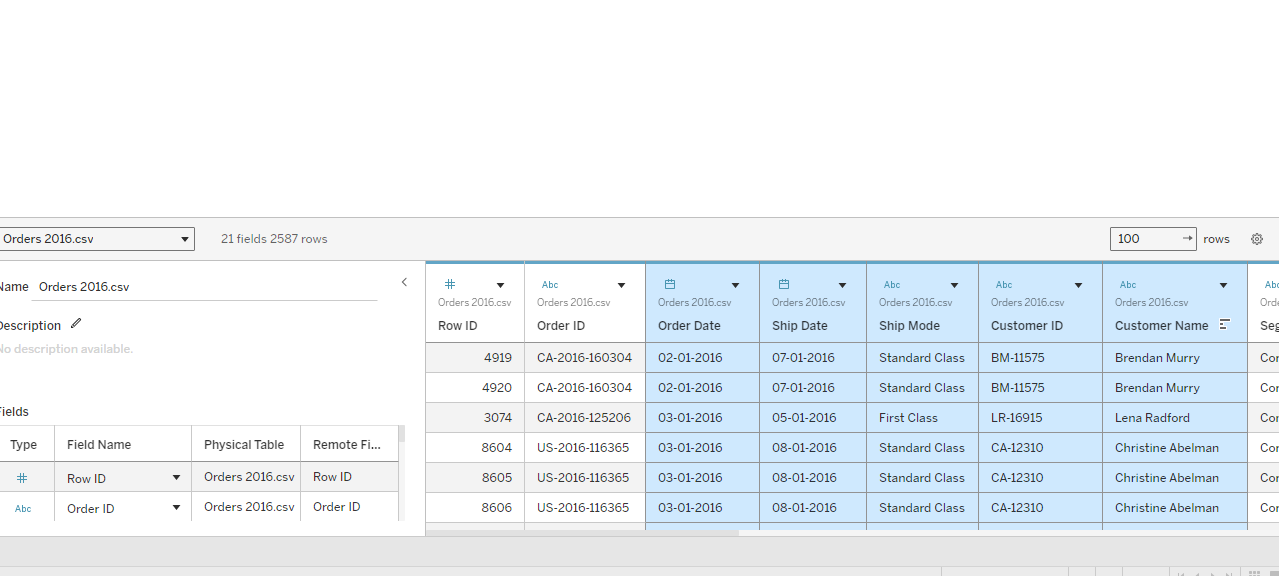 Orders 2016.csv
21 fields 2587 rows
100
rows
Name Orders 2016.csv
Description
No description available.
Fields
Type Field Name Physical Table Remote Fi...
# Row ID Orders 2016.csv Row ID
Abc Order ID Orders 2016.csv Order ID
# Abc Abc Abc Abc Abc
Orders 2016.csv Orders 2016.csv Orders 2016.csv Orders 2016.csv Orders 2016.csv Orders 2016.csv Orders 2016.csv Orde
Row ID Order ID Order Date Ship Date Ship Mode Customer ID Customer Name Seg
4919 CA-2016-160304 02-01-2016 07-01-2016 Standard Class BM-11575 Brendan Murry Cor
4920 CA-2016-160304 02-01-2016 07-01-2016 Standard Class BM-11575 Brendan Murry Cor
3074 CA-2016-125206 03-01-2016 05-01-2016 First Class LR-16915 Lena Radford Con
8604 US-2016-116365 03-01-2016 08-01-2016 Standard Class CA-12310 Christine Abelman Cor
8605 US-2016-116365 03-01-2016 08-01-2016 Standard Class CA-12310 Christine Abelman Cor
8606 US-2016-116365 03-01-2016 08-01-2016 Standard Class CA-12310 Christine Abelman Cor